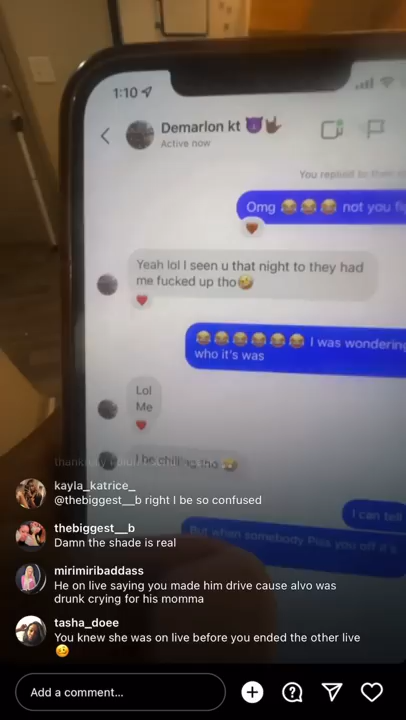 1:10
Demarlon kt 😈🤟🏿
Active now
You replied to
Omg 😂😂😂 not you
Yeah lol I seen u that night to they had
me fucked up tho🤣
😂😂😂😂😂😂 I was wondering
who it's was
Lol
Me
I be chilling tho 🤣
I can tell
But when somebody Piss you off it's
kayla_katrice_
@thebiggest__b right I be so confused
thebiggest__b
Damn the shade is real
mirimiribaddass
He on live saying you made him drive cause alvo was
drunk crying for his momma
tasha_doee
You knew she was on live before you ended the other live
🥴
Add a comment...